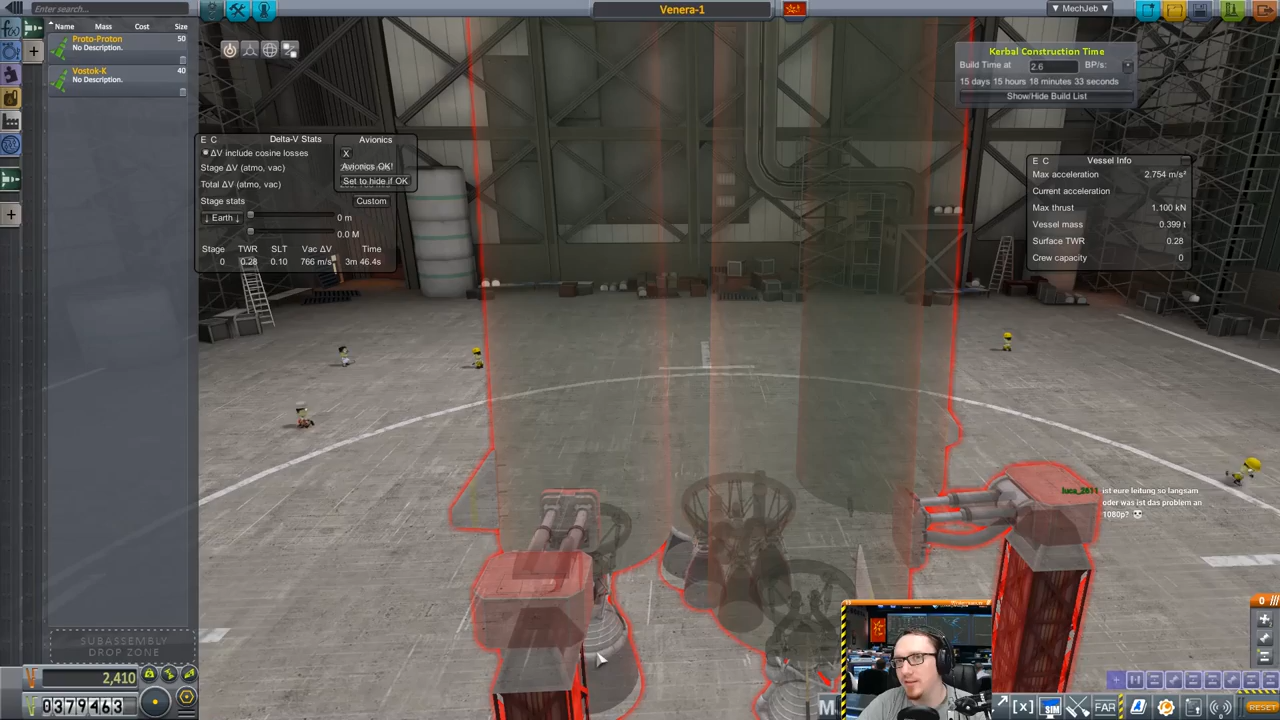 Enter search...
Venera-1
▼ MechJeb ▼
Name Mass Cost Size
Proto-Proton 50
No Description.
Vostok-K 40
No Description.
Kerbal Construction Time
Build Time at 2.6 BP/s:
15 days 15 hours 18 minutes 33 seconds
Show/Hide Build List
E C Delta-V Stats
ΔV include cosine losses
Stage ΔV (atmo, vac)
Total ΔV (atmo, vac)
Stage stats Custom
↓ Earth ↓ 0 m
0.0 M
Stage TWR SLT Vac ΔV Time
0 0.28 0.10 766 m/s 3m 46.4s
Avionics
X
Avionics OK!
Set to hide if OK
E C Vessel Info
Max acceleration 2.754 m/s²
Current acceleration
Max thrust 1.100 kN
Vessel mass 0.399 t
Surface TWR 0.28
Crew capacity 0
luca_2611 ist eure leitung so langsam
oder was ist das problem an
1080p?
SUBASSEMBLY
DROP ZONE
2,410
0379463
0
M
[x]
SIM
FAR
RESET